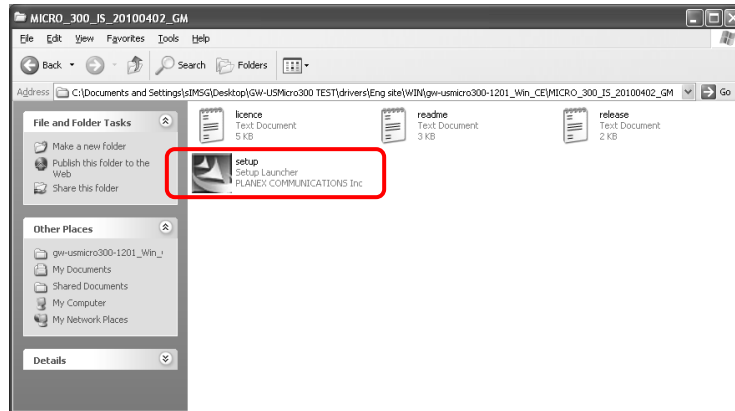 MICRO_300_IS_20100402_GM
File Edit View Favorites Tools Help
Back Search Folders
Address C:\Documents and Settings\SIMSG\Desktop\GW-USMicro300 TEST\drivers\Eng site\WIN\gw-usmicro300-1201_Win_CE\MICRO_300_IS_20100402_GM Go
File and Folder Tasks
Make a new folder
Publish this folder to the
Web
Share this folder
Other Places
gw-usmicro300-1201_Win_
My Documents
Shared Documents
My Computer
My Network Places
Details
licence
Text Document
5 KB
readme
Text Document
3 KB
release
Text Document
2 KB
setup
Setup Launcher
PLANEX COMMUNICATIONS Inc